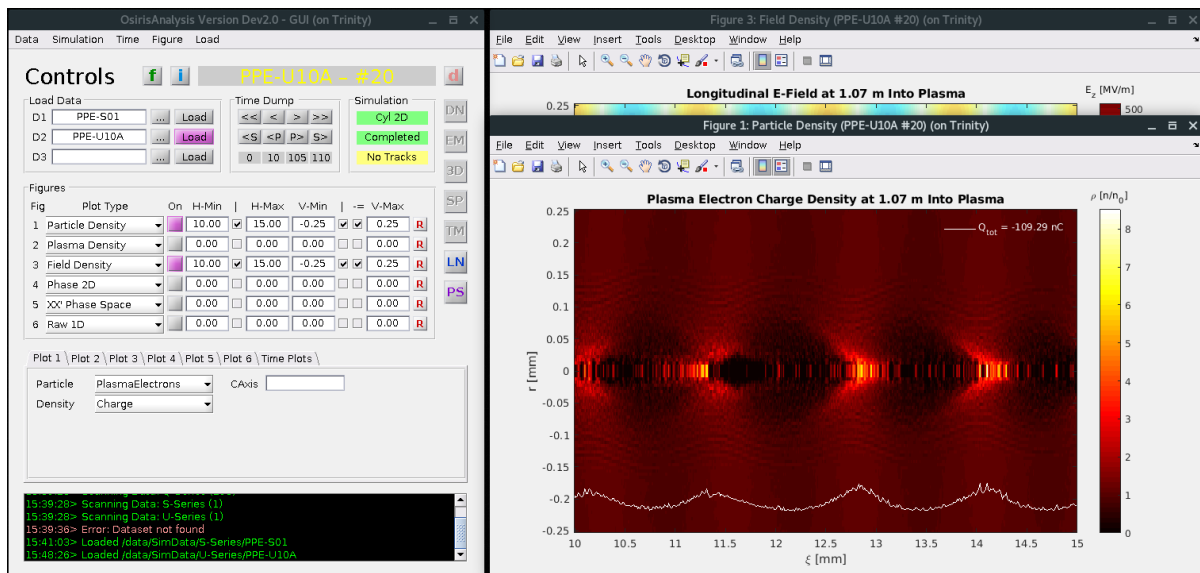 OsirisAnalysis Version Dev2.0 - GUI (on Trinity)
Data Simulation Time Figure Load
Controls f i PPE-U10A – #20 d
Load Data
D1 PPE-S01 ... Load
D2 PPE-U10A ... Load
D3 ... Load
Time Dump
<< < > >>
<S <P P> S>
0 10 105 110
Simulation
Cyl 2D
Completed
No Tracks
DN
EM
3D
SP
TM
LN
PS
Figures
Fig Plot Type On H-Min | H-Max V-Min | -= V-Max
1 Particle Density 10.00 15.00 -0.25 0.25 R
2 Plasma Density 0.00 0.00 0.00 0.00 R
3 Field Density 10.00 15.00 -0.25 0.25 R
4 Phase 2D 0.00 0.00 0.00 0.00 R
5 XX' Phase Space 0.00 0.00 0.00 0.00 R
6 Raw 1D 0.00 0.00 0.00 0.00 R
Plot 1 \ Plot 2 \ Plot 3 \ Plot 4 \ Plot 5 \ Plot 6 \ Time Plots \
Particle PlasmaElectrons CAxis
Density Charge
15:39:28> Scanning Data: S-Series (1)
15:39:28> Scanning Data: U-Series (1)
15:39:36> Error: Dataset not found
15:41:03> Loaded /data/SimData/S-Series/PPE-S01
15:48:26> Loaded /data/SimData/U-Series/PPE-U10A
Figure 3: Field Density (PPE-U10A #20) (on Trinity)
File Edit View Insert Tools Desktop Window Help
Longitudinal E-Field at 1.07 m Into Plasma
E_z [MV/m]
0.25
500
Figure 1: Particle Density (PPE-U10A #20) (on Trinity)
File Edit View Insert Tools Desktop Window Help
Plasma Electron Charge Density at 1.07 m Into Plasma
ρ [n/n_0]
Q_tot = -109.29 nC
0.25
0.2
0.15
0.1
0.05
0
-0.05
-0.1
-0.15
-0.2
-0.25
r [mm]
10 10.5 11 11.5 12 12.5 13 13.5 14 14.5 15
ξ [mm]
8
7
6
5
4
3
2
1
0